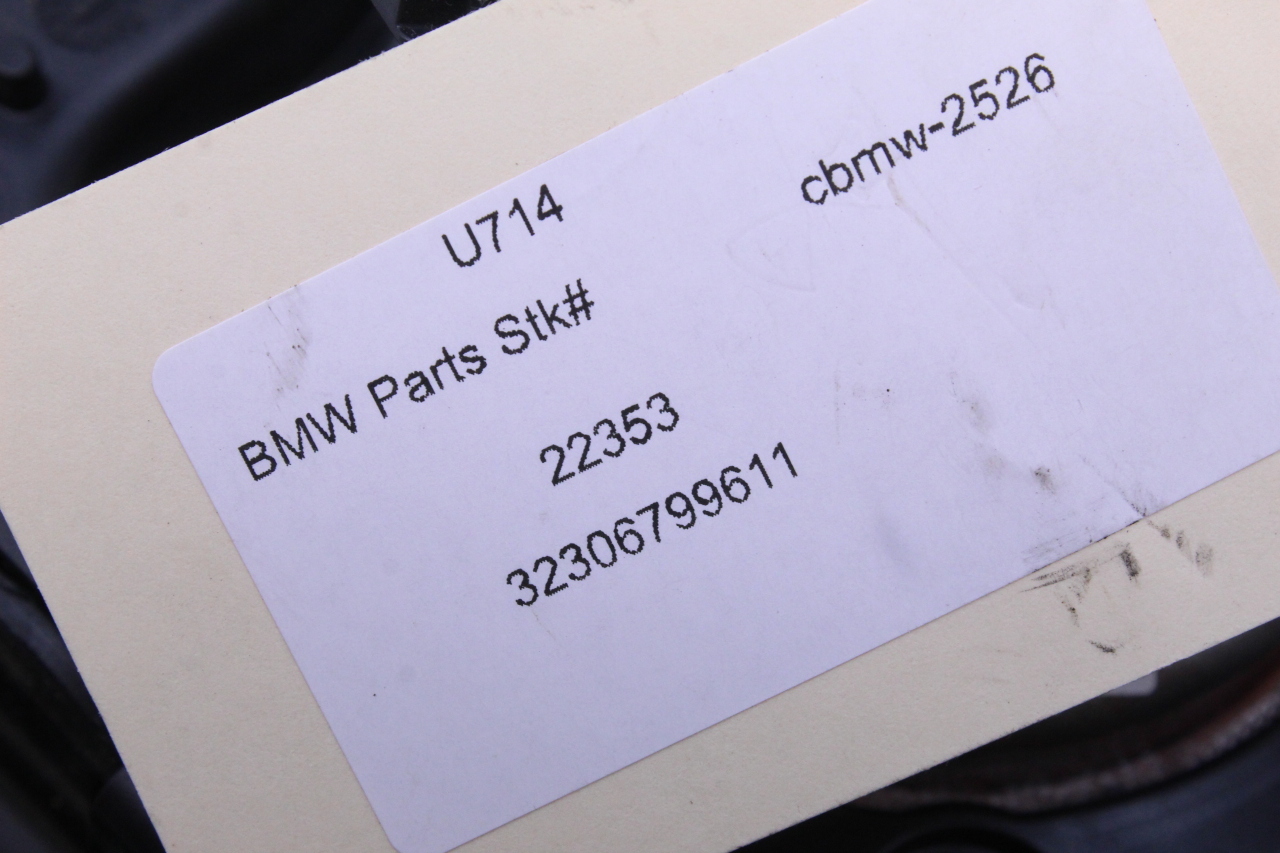 U714 cbmw-2526
BMW Parts Stk#
22353
32306799611